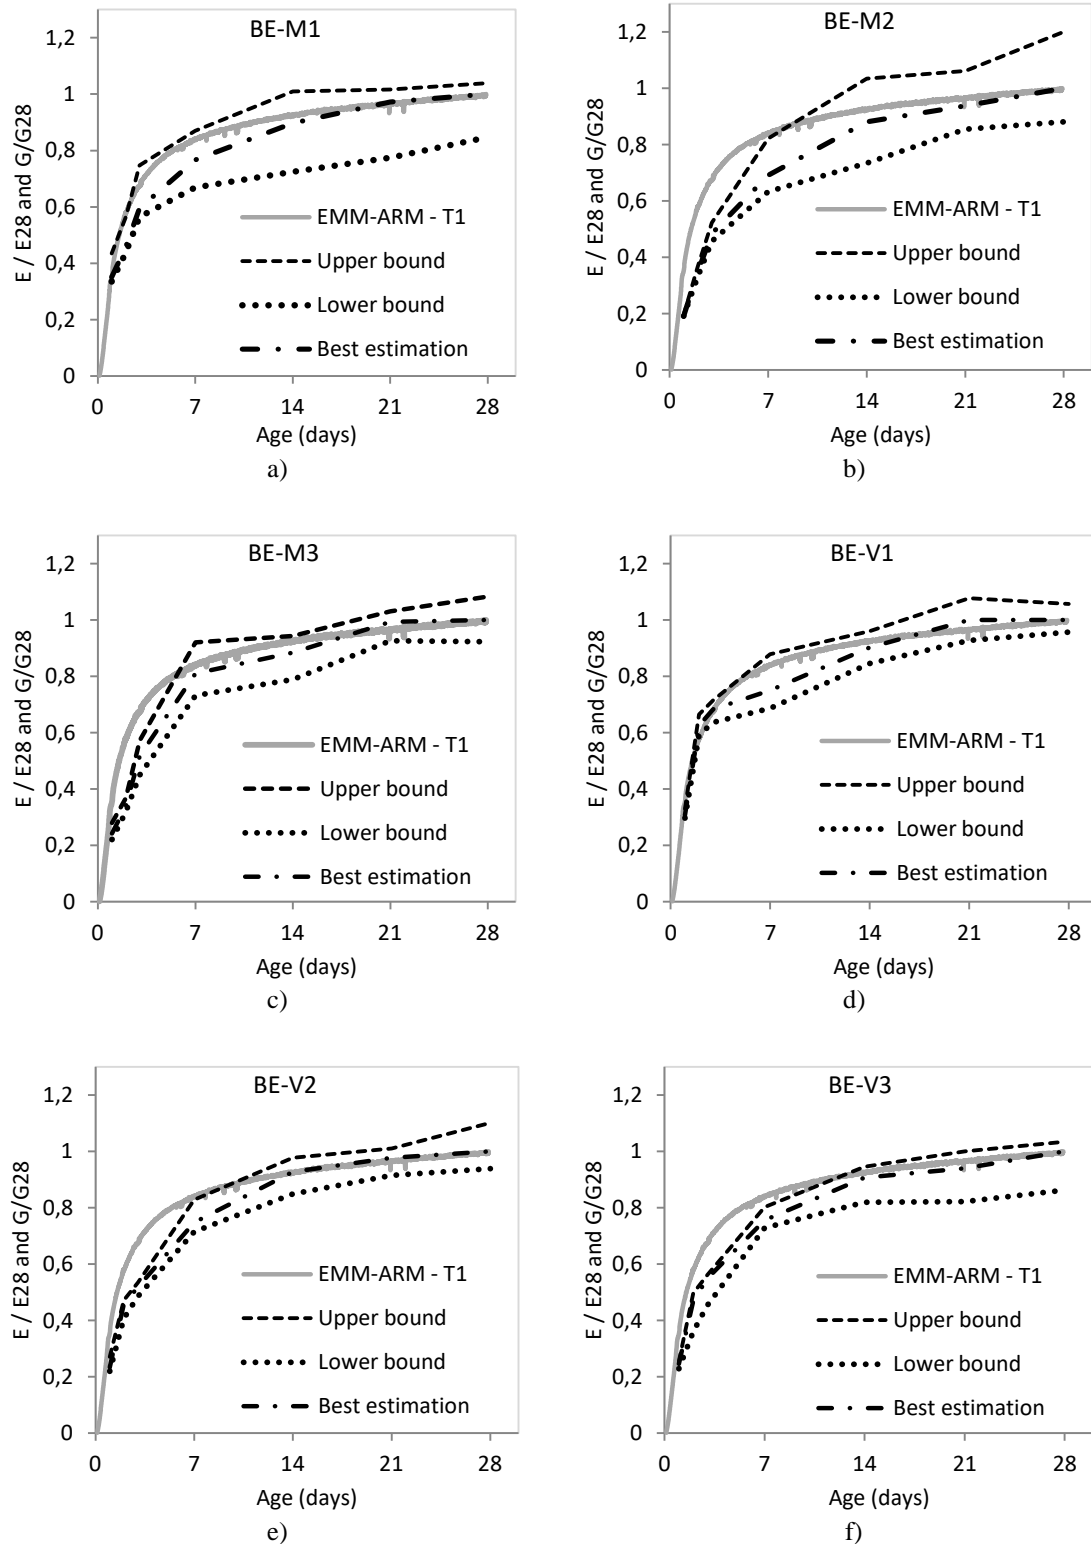 BE-M1
1,2
1
0,8
0,6
0,4
0,2
0
E / E28 and G/G28
EMM-ARM - T1
Upper bound
Lower bound
Best estimation
0 7 14 21 28
Age (days)
a)
BE-M2
1,2
1
0,8
0,6
0,4
0,2
0
E / E28 and G/G28
EMM-ARM - T1
Upper bound
Lower bound
Best estimation
0 7 14 21 28
Age (days)
b)
BE-M3
1,2
1
0,8
0,6
0,4
0,2
0
E / E28 and G/G28
EMM-ARM - T1
Upper bound
Lower bound
Best estimation
0 7 14 21 28
Age (days)
c)
BE-V1
1,2
1
0,8
0,6
0,4
0,2
0
E / E28 and G/G28
EMM-ARM - T1
Upper bound
Lower bound
Best estimation
0 7 14 21 28
Age (days)
d)
BE-V2
1,2
1
0,8
0,6
0,4
0,2
0
E / E28 and G/G28
EMM-ARM - T1
Upper bound
Lower bound
Best estimation
0 7 14 21 28
Age (days)
e)
BE-V3
1,2
1
0,8
0,6
0,4
0,2
0
E / E28 and G/G28
EMM-ARM - T1
Upper bound
Lower bound
Best estimation
0 7 14 21 28
Age (days)
f)